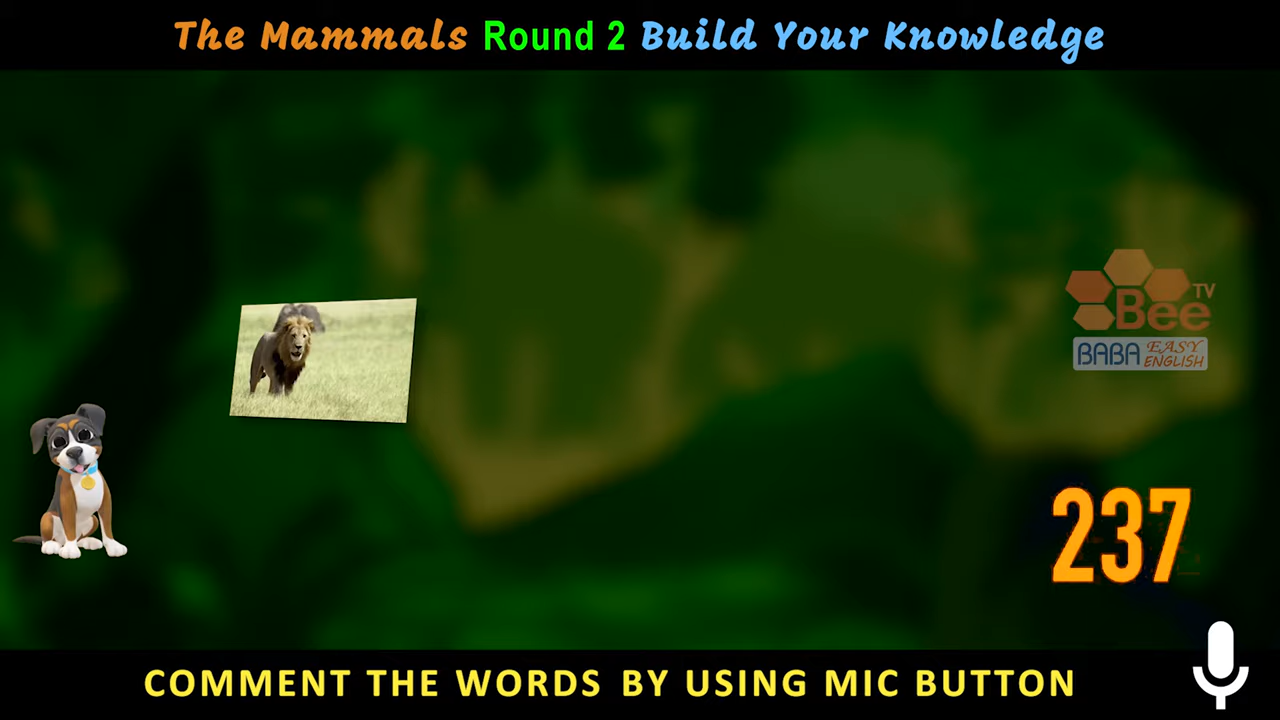 The Mammals Round 2 Build Your Knowledge
Bee TV
BABA EASY ENGLISH
237
COMMENT THE WORDS BY USING MIC BUTTON